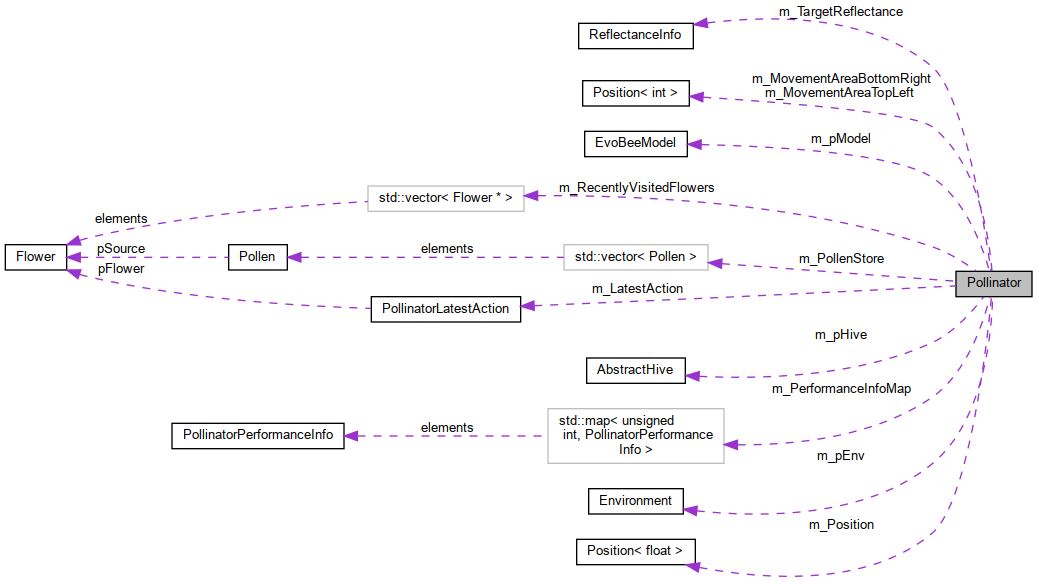 m_TargetReflectance
ReflectanceInfo
m_MovementAreaBottomRight
m_MovementAreaTopLeft
Position< int >
m_pModel
EvoBeeModel
m_RecentlyVisitedFlowers
std::vector< Flower * >
elements
pSource
Flower
Pollen
elements
std::vector< Pollen >
m_PollenStore
pFlower
Pollinator
m_LatestAction
PollinatorLatestAction
m_pHive
AbstractHive
m_PerformanceInfoMap
std::map< unsigned
int, PollinatorPerformance
Info >
elements
PollinatorPerformanceInfo
m_pEnv
Environment
m_Position
Position< float >